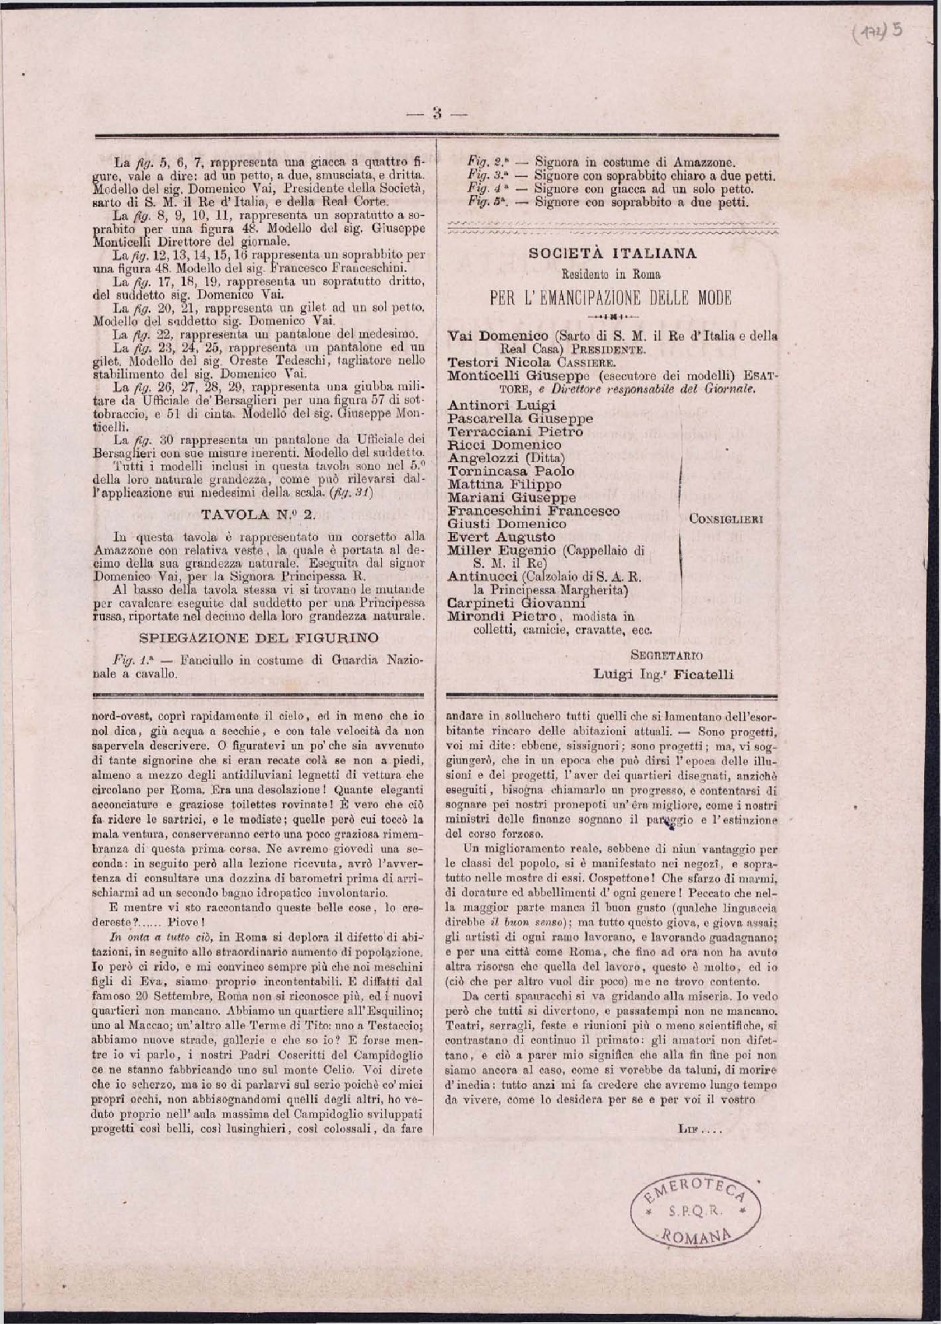 (172) 5
— 3 —
La fig. 5, 6, 7, rappresenta una giacca a quattro fi-
gure, vale a dire: ad un petto, a due, smusciata, e dritta.
Modello del sig. Domenico Vai, Presidente della Società,
sarto di S. M. il Re d'Italia, e della Real Corte.
La fig. 8, 9, 10, 11, rappresenta un sopratutto a so-
prabito per una figura 48. Modello del sig. Giuseppe
Monticelli Direttore del giornale.
La fig. 12, 13, 14, 15, 16 rappresenta un soprabbito per
una figura 48. Modello del sig. Francesco Franceschini.
La fig. 17, 18, 19, rappresenta un sopratutto dritto,
del suddetto sig. Domenico Vai.
La fig. 20, 21, rappresenta un gilet ad un sol petto.
Modello del suddetto sig. Domenico Vai.
La fig. 22, rappresenta un pantalone del medesimo.
La fig. 23, 24, 25, rappresenta un pantalone ed un
gilet. Modello del sig. Oreste Tedeschi, tagliatore nello
stabilimento del sig. Domenico Vai.
La fig. 26, 27, 28, 29, rappresenta una giubba mili-
tare da Ufficiale de' Bersaglieri per una figura 57 di sot-
tobraccio, e 51 di cinta. Modello del sig. Giuseppe Mon-
ticelli.
La fig. 30 rappresenta un pantalone da Ufficiale dei
Bersaglieri con sue misure inerenti. Modello del suddetto.
Tutti i modelli inclusi in questa tavola sono nel 5.º
della loro naturale grandezza, come può rilevarsi dal-
l'applicazione sui medesimi della scala. (fig. 31)
TAVOLA N.º 2.
In questa tavola è rappresentato un corsetto alla
Amazzone con relativa veste, la quale è portata al de-
cimo della sua grandezza naturale. Eseguita dal signor
Domenico Vai, per la Signora Principessa R.
Al basso della tavola stessa vi si trovano le mutande
per cavalcare eseguite dal suddetto per una Principessa
russa, riportate nel decimo della loro grandezza naturale.
SPIEGAZIONE DEL FIGURINO
Fig. 1.ª — Fanciullo in costume di Guardia Nazio-
nale a cavallo.
Fig. 2.ª — Signora in costume di Amazzone.
Fig. 3.ª — Signore con soprabbito chiaro a due petti.
Fig. 4ª — Signore con giacca ad un solo petto.
Fig. 5ª. — Signore con soprabbito a due petti.
SOCIETÀ ITALIANA
Residente in Roma
PER L'EMANCIPAZIONE DELLE MODE
Vai Domenico (Sarto di S. M. il Re d'Italia e della
Real Casa) PRESIDENTE.
Testori Nicola CASSIERE.
Monticelli Giuseppe (esecutore dei modelli) ESAT-
TORE, e Direttore responsabile del Giornale.
Antinori Luigi
Pascarella Giuseppe
Terracciani Pietro
Ricci Domenico
Angelozzi (Ditta)
Tornincasa Paolo
Mattina Filippo
Mariani Giuseppe
Franceschini Francesco
Giusti Domenico
CONSIGLIERI
Evert Augusto
Miller Eugenio (Cappellaio di
S. M. il Re)
Antinucci (Calzolaio di S. A. R.
la Principessa Margherita)
Carpineti Giovanni
Mirondi Pietro, modista in
colletti, camicie, cravatte, ecc.
SEGRETARIO
Luigi Ing.r Ficatelli
nord-ovest, coprì rapidamente il cielo, ed in meno che io
nol dica, giù acqua a secchie, e con tale velocità da non
sapervela descrivere. O figuratevi un po' che sia avvenuto
di tante signorine che si eran recate colà se non a piedi,
almeno a mezzo degli antidiluviani legnetti di vettura che
circolano per Roma. Era una desolazione! Quante eleganti
acconciature e graziose toilettes rovinate! È vero che ciò
fa ridere le sartrici, e le modiste; quelle però cui toccò la
mala ventura, conserveranno certo una poco graziosa rimem-
branza di questa prima corsa. Ne avremo giovedì una se-
conda: in seguito però alla lezione ricevuta, avrò l'avver-
tenza di consultare una dozzina di barometri prima di arri-
schiarmi ad un secondo bagno idropatico involontario.
E mentre vi sto raccontando queste belle cose, lo cre-
dereste?...... Piove!
In onta a tutto ciò, in Roma si deplora il difetto di abi-
tazioni, in seguito allo straordinario aumento di popolazione.
Io però ci rido, e mi convinco sempre più che noi meschini
figli di Eva, siamo proprio incontentabili. E diffatti dal
famoso 20 Settembre, Roma non si riconosce più, ed i nuovi
quartieri non mancano. Abbiamo un quartiere all'Esquilino;
uno al Maccao; un'altro alle Terme di Tito: uno a Testaccio;
abbiamo nuove strade, gallerie e che so io? E forse men-
tre io vi parlo, i nostri Padri Coscritti del Campidoglio
ce ne stanno fabbricando uno sul monte Celio. Voi direte
che io scherzo, ma io so di parlarvi sul serio poichè co' miei
propri occhi, non abbisognandomi quelli degli altri, ho ve-
duto proprio nell'aula massima del Campidoglio sviluppati
progetti così belli, così lusinghieri, così colossali, da fare
andare in solluchero tutti quelli che si lamentano dell'esor-
bitante rincaro delle abitazioni attuali. — Sono progetti,
voi mi dite: ebbene, sissignori; sono progetti; ma, vi sog-
giungerò, che in un epoca che può dirsi l'epoca delle illu-
sioni e dei progetti, l'aver dei quartieri disegnati, anzichè
eseguiti, bisogna chiamarlo un progresso, e contentarsi di
sognare pei nostri pronepoti un'éra migliore, come i nostri
ministri delle finanze sognano il pareggio e l'estinzione
del corso forzoso.
Un miglioramento reale, sebbene di niun vantaggio per
le classi del popolo, si è manifestato nei negozî, e sopra-
tutto nelle mostre di essi. Cospettone! Che sfarzo di marmi,
di dorature ed abbellimenti d'ogni genere! Peccato che nel-
la maggior parte manca il buon gusto (qualche linguaccia
direbbe il buon senso); ma tutto questo giova, e giova assai;
gli artisti di ogni ramo lavorano, e lavorando guadagnano;
e per una città come Roma, che fino ad ora non ha avuto
altra risorsa che quella del lavoro, questo è molto, ed io
(ciò che per altro vuol dir poco) me ne trovo contento.
Da certi spauracchi si va gridando alla miseria. Io vedo
però che tutti si divertono, e passatempi non ne mancano.
Teatri, serragli, feste e riunioni più o meno scientifiche, si
contrastano di continuo il primato: gli amatori non difet-
tano, e ciò a parer mio significa che alla fin fine poi non
siamo ancora al caso, come si vorrebbe da taluni, di morire
d'inedia: tutto anzi mi fa credere che avremo lungo tempo
da vivere, come lo desidera per se e per voi il vostro
LIE....
EMEROTECA
* S.P.Q.R. *
ROMANA